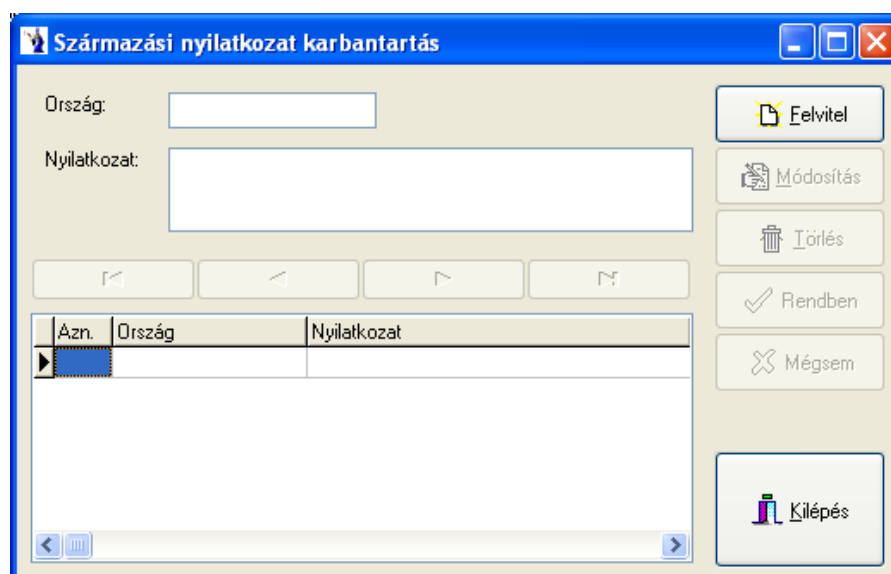 Származási nyilatkozat karbantartás
Ország:
Nyilatkozat:
Felvitel
Módosítás
Törlés
Rendben
Mégsem
Azn. Ország Nyilatkozat
Kilépés